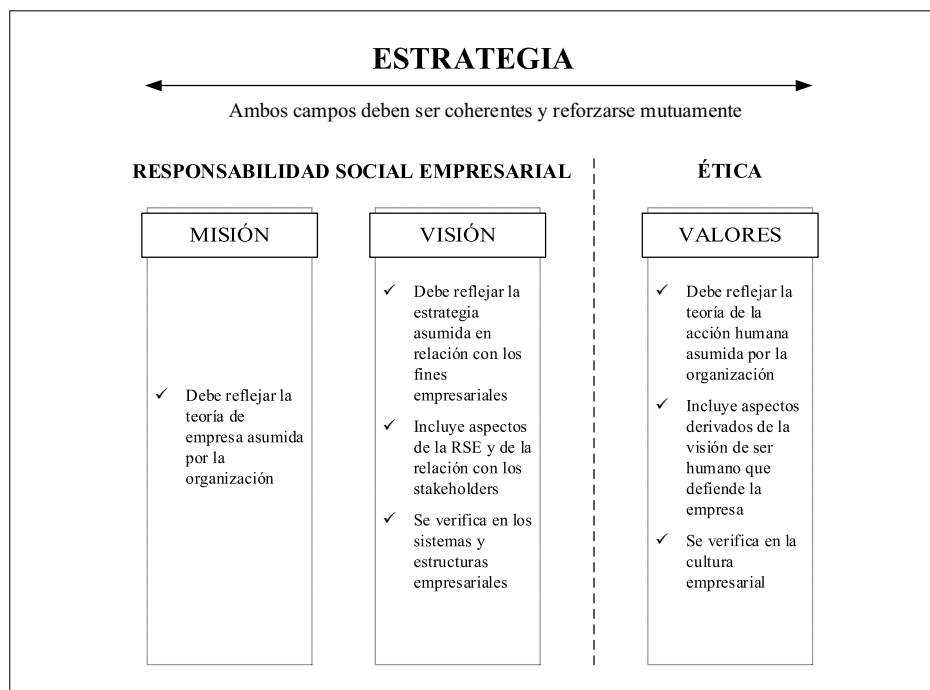 ESTRATEGIA
Ambos campos deben ser coherentes y reforzarse mutuamente
RESPONSABILIDAD SOCIAL EMPRESARIAL
ÉTICA
MISIÓN
✓ Debe reflejar la
teoría de
empresa asumida
por la
organización
VISIÓN
✓ Debe reflejar la
estrategia
asumida en
relación con los
fines
empresariales
✓ Incluye aspectos
de la RSE y de la
relación con los
stakeholders
✓ Se verifica en los
sistemas y
estructuras
empresariales
VALORES
✓ Debe reflejar la
teoría de la
acción humana
asumida por la
organización
✓ Incluye aspectos
derivados de la
visión de ser
humano que
defiende la
empresa
✓ Se verifica en la
cultura
empresarial